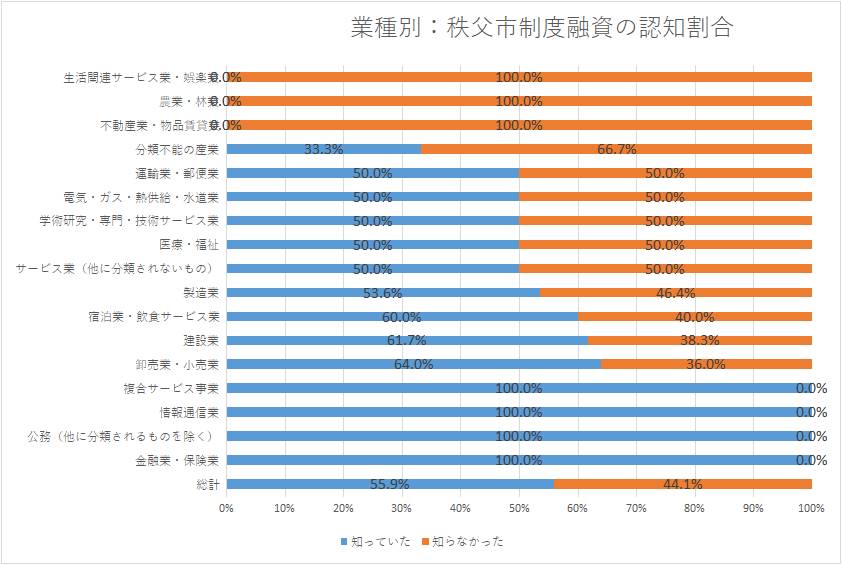 業種別：秩父市制度融資の認知割合
生活関連サービス業・娯楽業 0.0% 100.0%
農業・林業 0.0% 100.0%
不動産業・物品賃貸業 0.0% 100.0%
分類不能の産業 33.3% 66.7%
運輸業・郵便業 50.0% 50.0%
電気・ガス・熱供給・水道業 50.0% 50.0%
学術研究・専門・技術サービス業 50.0% 50.0%
医療・福祉 50.0% 50.0%
サービス業（他に分類されないもの） 50.0% 50.0%
製造業 53.6% 46.4%
宿泊業・飲食サービス業 60.0% 40.0%
建設業 61.7% 38.3%
卸売業・小売業 64.0% 36.0%
複合サービス事業 100.0% 0.0%
情報通信業 100.0% 0.0%
公務（他に分類されるものを除く） 100.0% 0.0%
金融業・保険業 100.0% 0.0%
総計 55.9% 44.1%
0% 10% 20% 30% 40% 50% 60% 70% 80% 90% 100%
知っていた 知らなかった